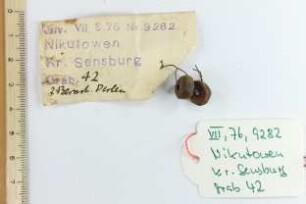 Inv. VII, 5.76 No 9282
Nikutowen
Kr. Sensburg
Grab. 42
2 Bernst. Perlen
VII, 76, 9282
Nikutowen
Kr. Sensburg
Grab 42